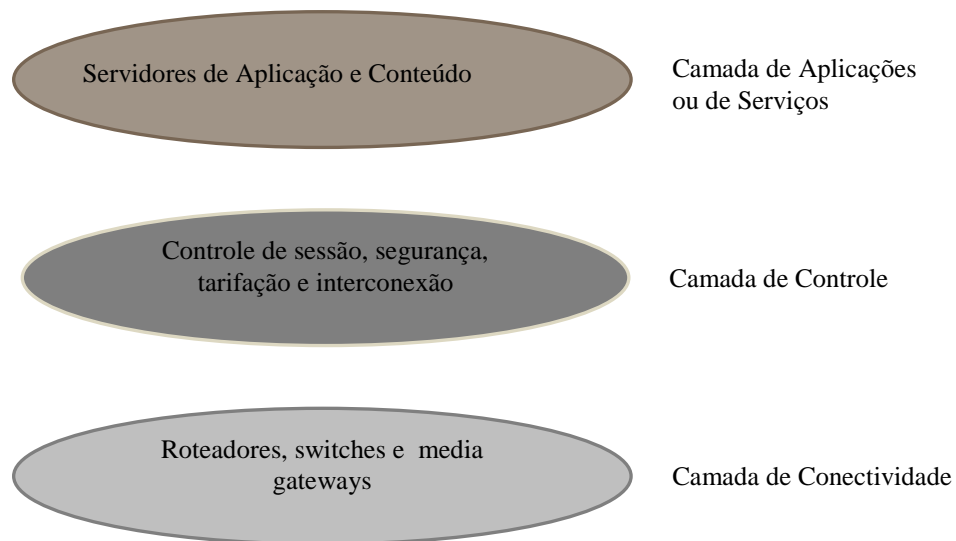 Servidores de Aplicação e Conteúdo
Camada de Aplicações
ou de Serviços
Controle de sessão, segurança,
tarifação e interconexão
Camada de Controle
Roteadores, switches e  media
gateways
Camada de Conectividade